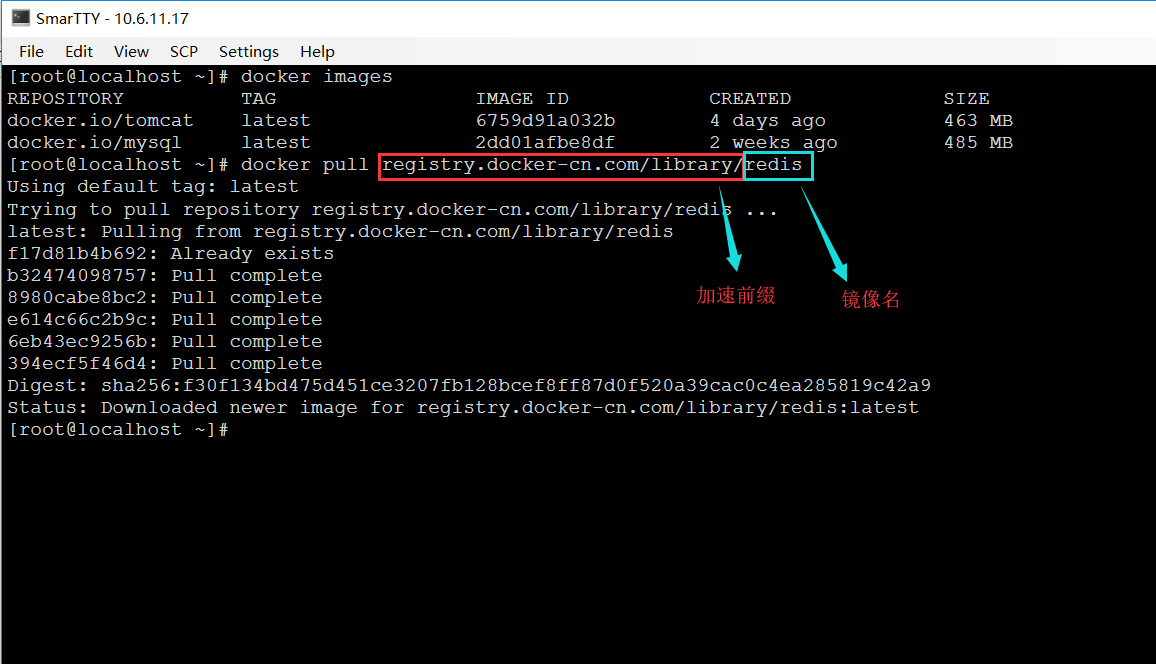 SmarTTY - 10.6.11.17
File Edit View SCP Settings Help
[root@localhost ~]# docker images
REPOSITORY TAG IMAGE ID CREATED SIZE
docker.io/tomcat latest 6759d91a032b 4 days ago 463 MB
docker.io/mysql latest 2dd01afbe8df 2 weeks ago 485 MB
[root@localhost ~]# docker pull registry.docker-cn.com/library/redis
Using default tag: latest
Trying to pull repository registry.docker-cn.com/library/redis ...
latest: Pulling from registry.docker-cn.com/library/redis
f17d81b4b692: Already exists
b32474098757: Pull complete
8980cabe8bc2: Pull complete
e614c66c2b9c: Pull complete
6eb43ec9256b: Pull complete
394ecf5f46d4: Pull complete
加速前缀 镜像名
Digest: sha256:f30f134bd475d451ce3207fb128bcef8ff87d0f520a39cac0c4ea285819c42a9
Status: Downloaded newer image for registry.docker-cn.com/library/redis:latest
[root@localhost ~]#